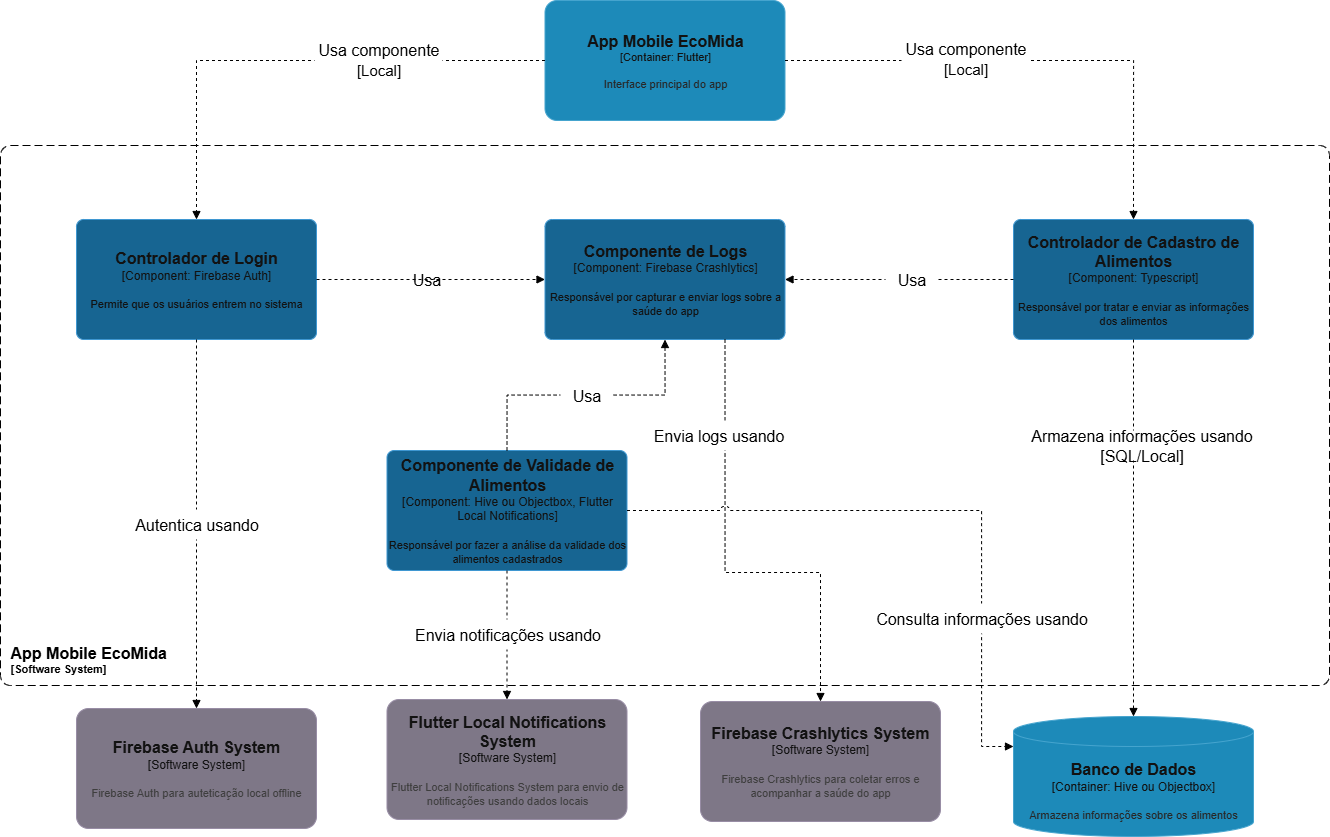 App Mobile EcoMida
[Container: Flutter]
Interface principal do app
Usa componente
[Local]
Usa componente
[Local]
Controlador de Login
[Component: Firebase Auth]
Permite que os usuários entrem no sistema
Usa
Componente de Logs
[Component: Firebase Crashlytics]
Responsável por capturar e enviar logs sobre a
saúde do app
Usa
Controlador de Cadastro de
Alimentos
[Component: Typescript]
Responsável por tratar e enviar as informações
dos alimentos
Usa
Envia logs usando
Armazena informações usando
[SQL/Local]
Componente de Validade de
Alimentos
[Component: Hive ou Objectbox, Flutter
Local Notifications]
Responsável por fazer a análise da validade dos
alimentos cadastrados
Autentica usando
Envia notificações usando
Consulta informações usando
App Mobile EcoMida
[Software System]
Firebase Auth System
[Software System]
Firebase Auth para auteticação local offline
Flutter Local Notifications
System
[Software System]
Flutter Local Notifications System para envio de
notificações usando dados locais
Firebase Crashlytics System
[Software System]
Firebase Crashlytics para coletar erros e
acompanhar a saúde do app
Banco de Dados
[Container: Hive ou Objectbox]
Armazena informações sobre os alimentos